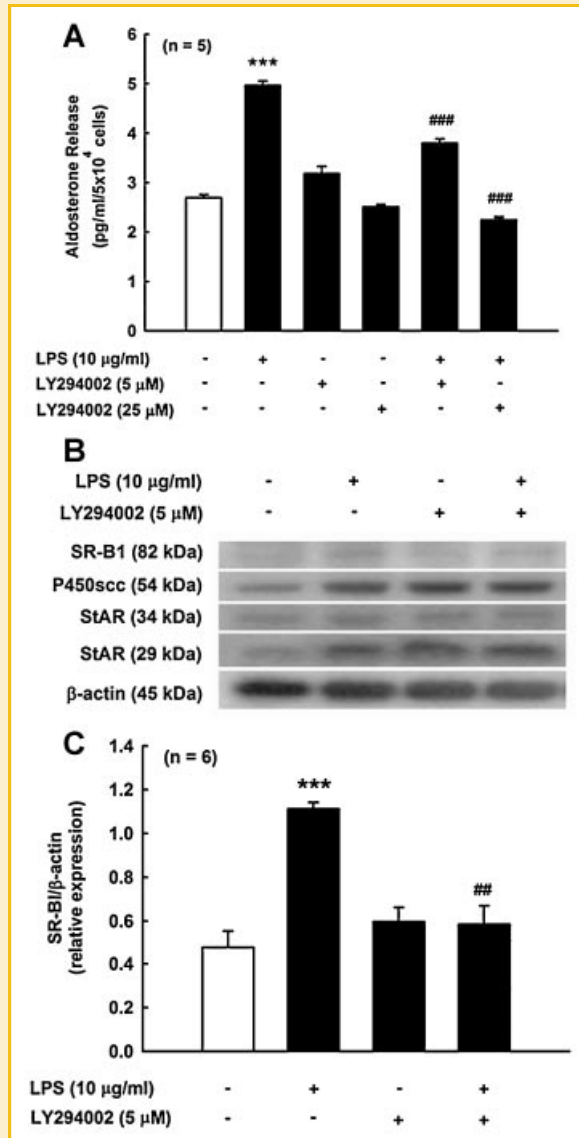 A
(n = 5)
***
###
###
Aldosterone Release
(pg/ml/5x10⁴ cells)
6
5
4
3
2
1
0
LPS (10 μg/ml) - + - - + +
LY294002 (5 μM) - - + - + -
LY294002 (25 μM) - - - + - +
B
LPS (10 μg/ml) - + - +
LY294002 (5 μM) - - + +
SR-B1 (82 kDa)
P450scc (54 kDa)
StAR (34 kDa)
StAR (29 kDa)
β-actin (45 kDa)
C
(n = 6)
***
##
SR-BI/β-actin
(relative expression)
1.4
1.2
1.0
0.8
0.6
0.4
0.2
0.0
LPS (10 μg/ml) - + - +
LY294002 (5 μM) - - + +